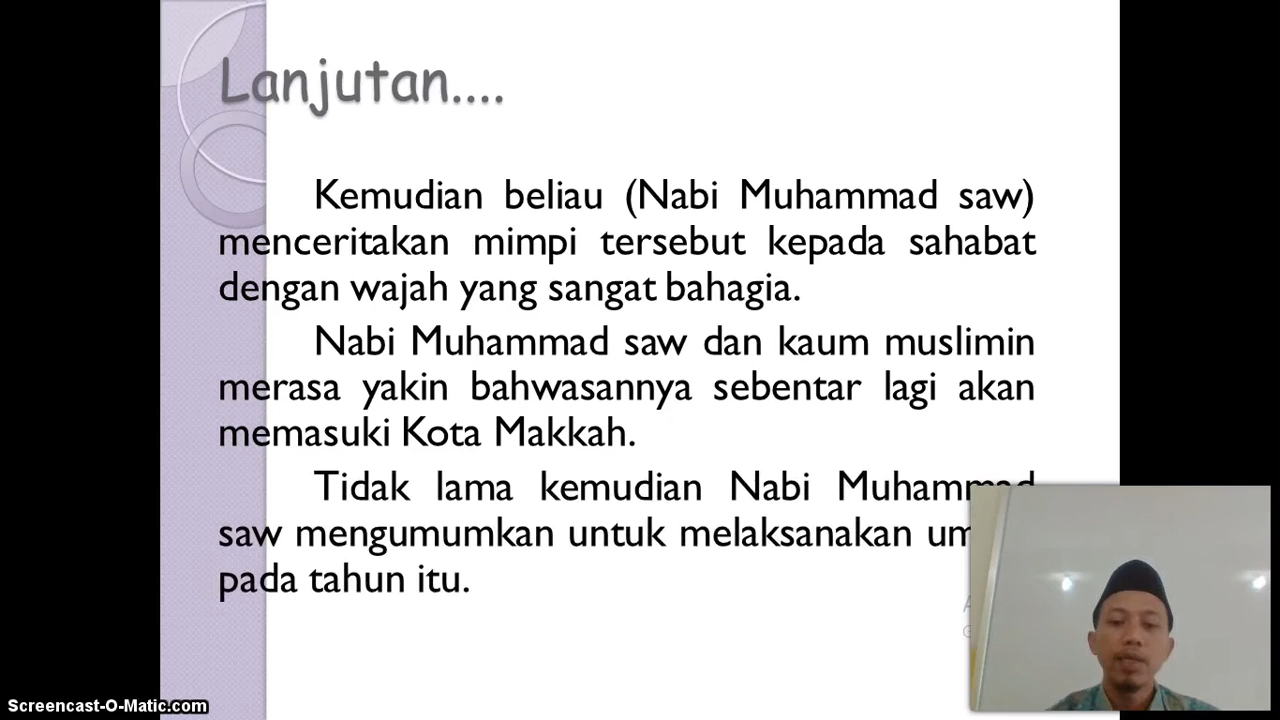 Lanjutan....
Kemudian beliau (Nabi Muhammad saw)
menceritakan mimpi tersebut kepada sahabat
dengan wajah yang sangat bahagia.
Nabi Muhammad saw dan kaum muslimin
merasa yakin bahwasannya sebentar lagi akan
memasuki Kota Makkah.
Tidak lama kemudian Nabi Muhammad
saw mengumumkan untuk melaksanakan
pada tahun itu.
Screencast-O-Matic.com